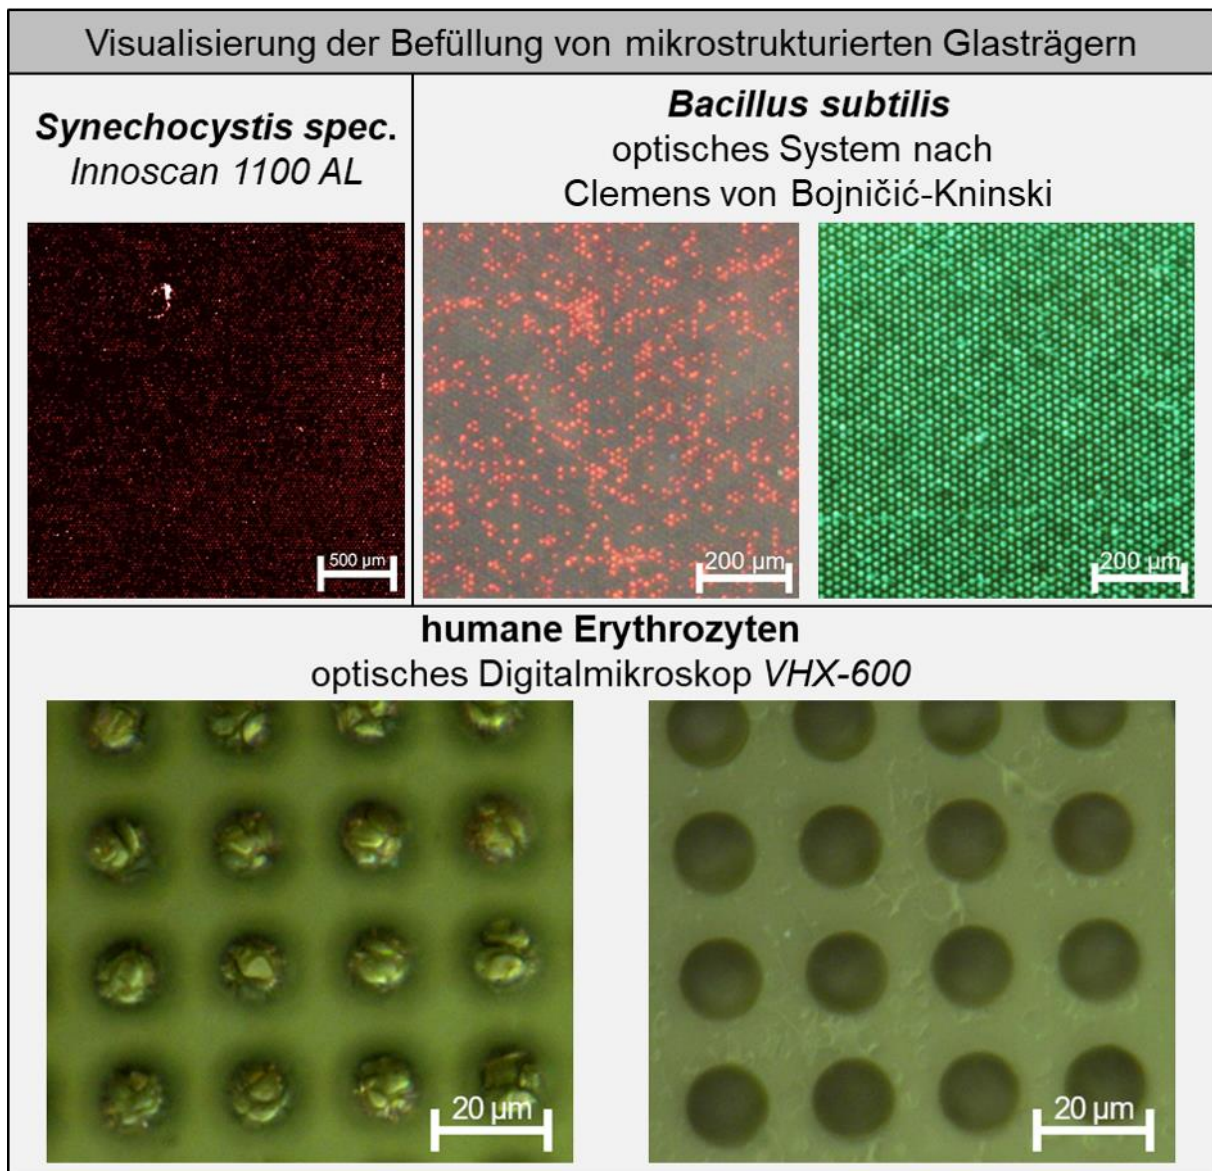 Visualisierung der Befüllung von mikrostrukturierten Glasträgern
Synechocystis spec.
Innoscan 1100 AL
Bacillus subtilis
optisches System nach
Clemens von Bojničić-Kninski
500 µm
200 µm
200 µm
humane Erythrozyten
optisches Digitalmikroskop VHX-600
20 µm
20 µm